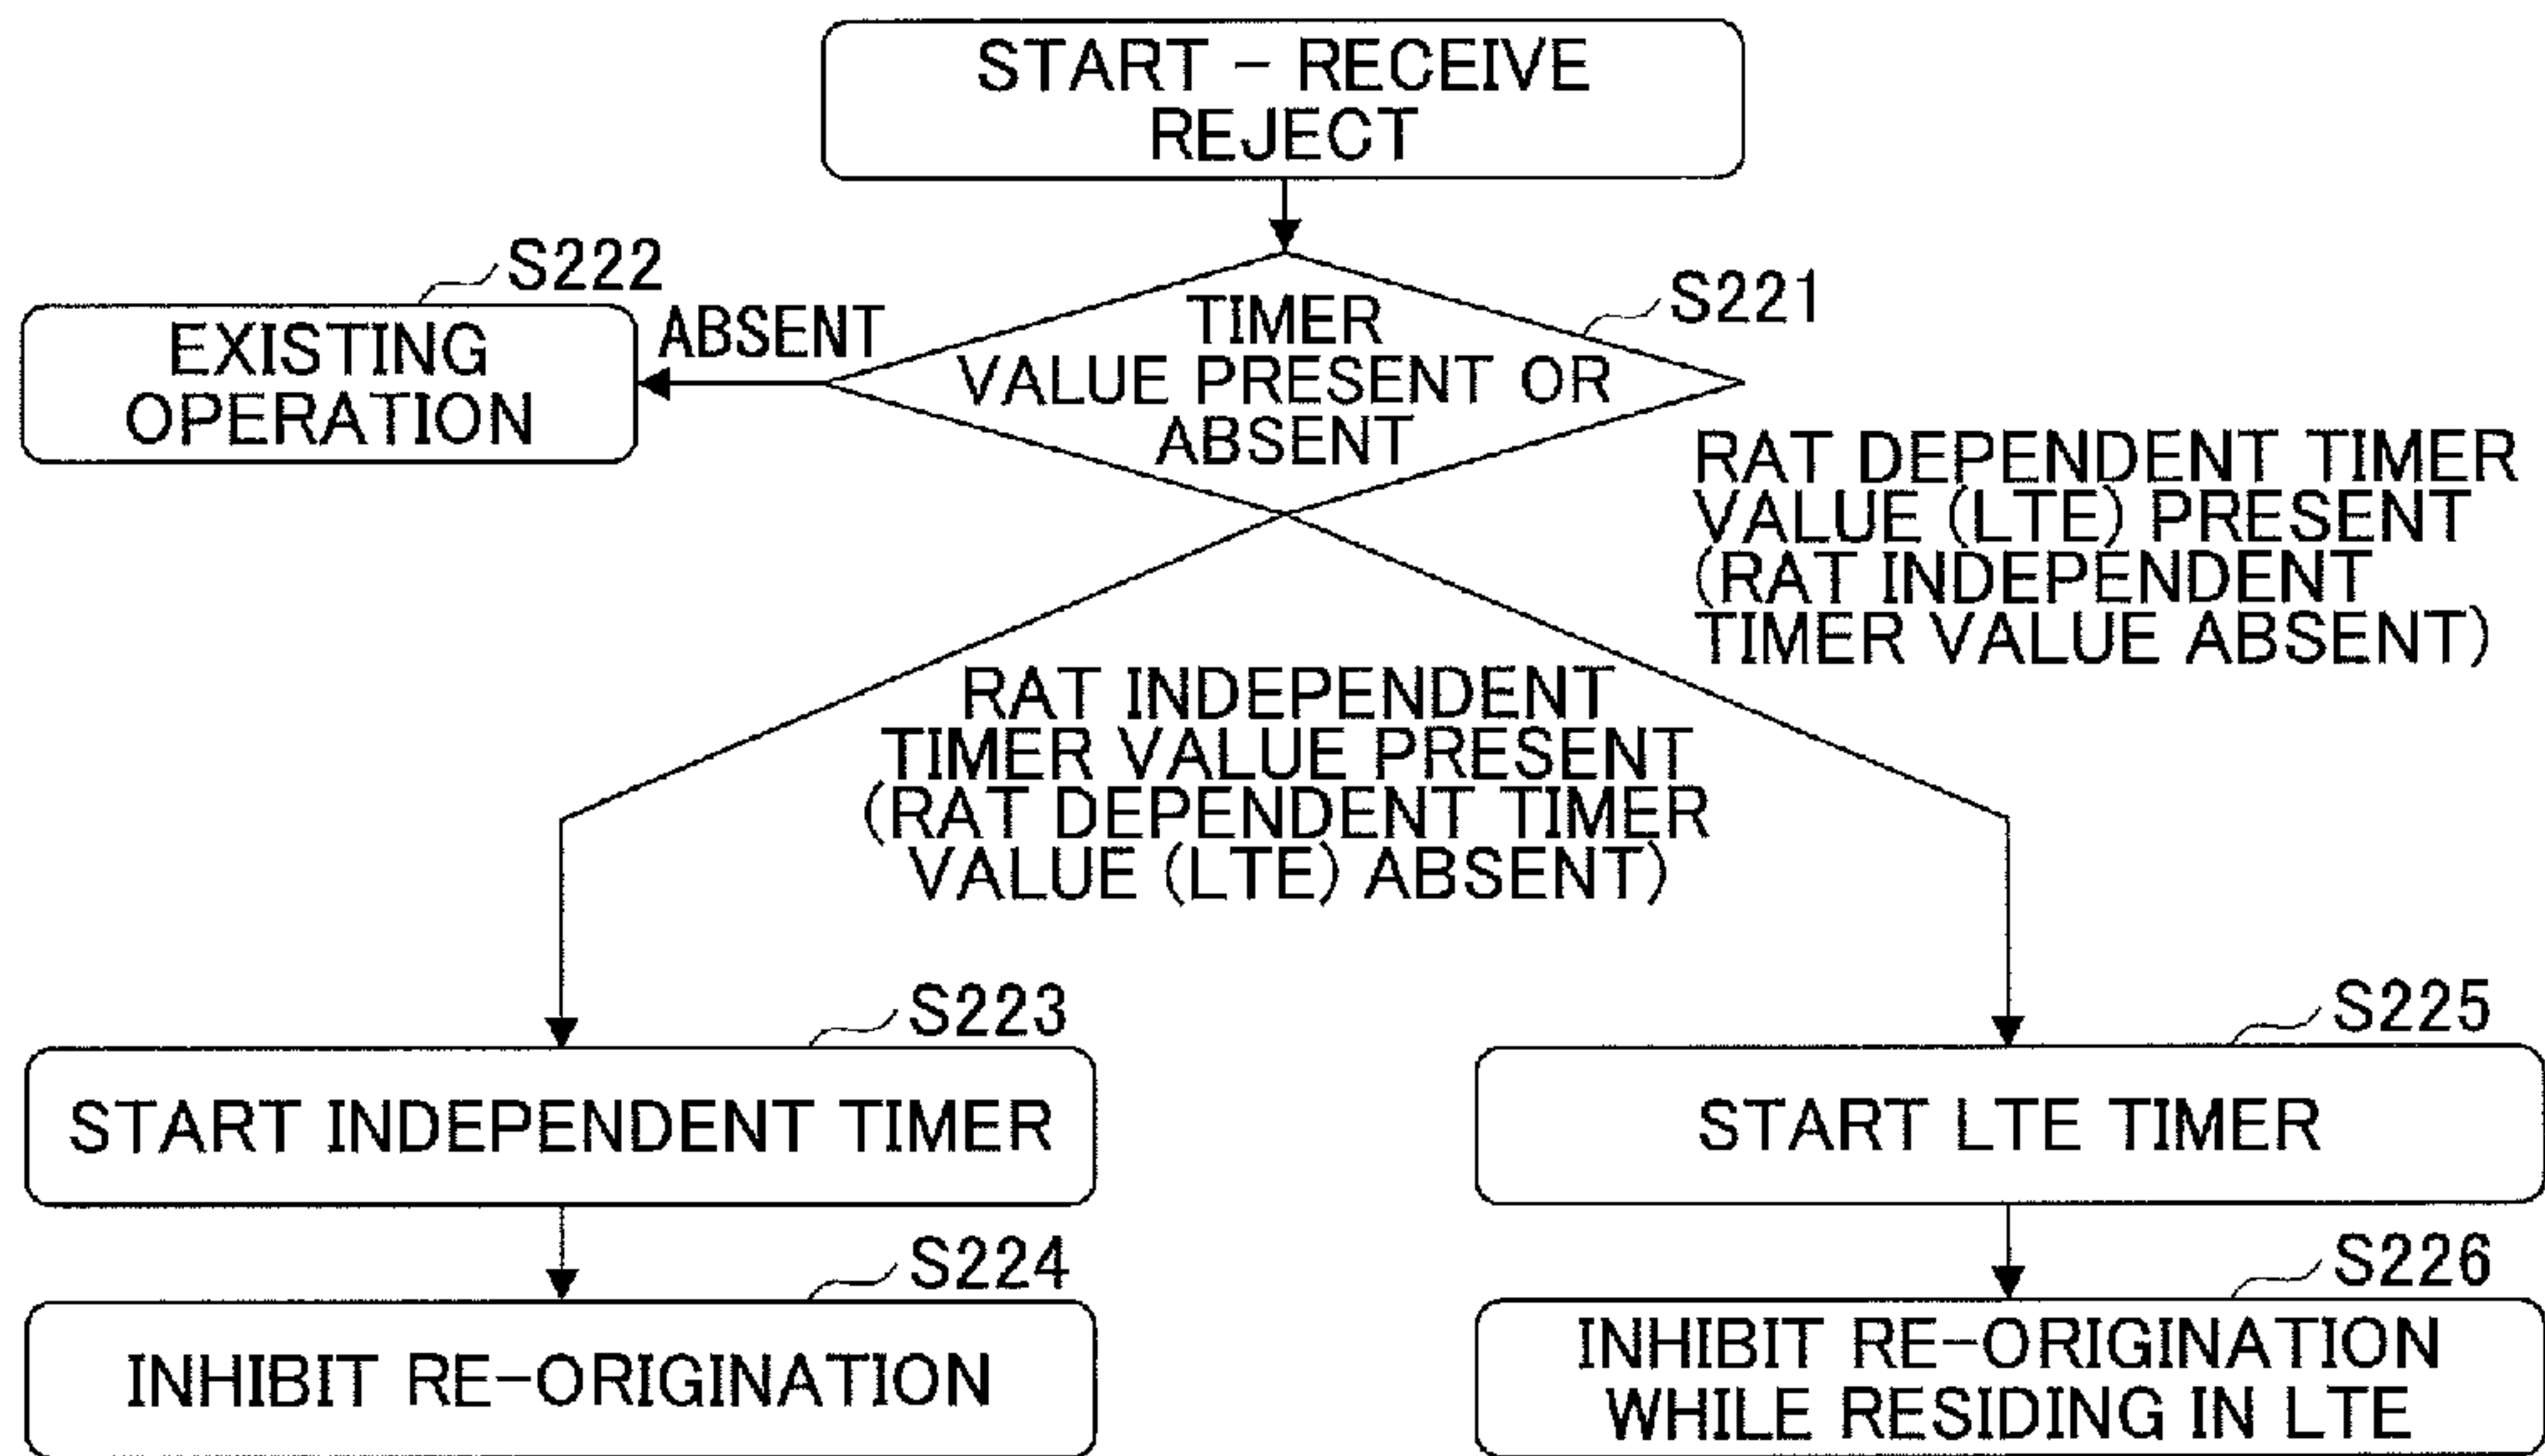 START - RECEIVE
REJECT
S222
S221
EXISTING
OPERATION
ABSENT
TIMER
VALUE PRESENT OR
ABSENT
RAT DEPENDENT TIMER
VALUE (LTE) PRESENT
(RAT INDEPENDENT
TIMER VALUE ABSENT)
RAT INDEPENDENT
TIMER VALUE PRESENT
(RAT DEPENDENT TIMER
VALUE (LTE) ABSENT)
S223
START INDEPENDENT TIMER
S224
INHIBIT RE-ORIGINATION
S225
START LTE TIMER
S226
INHIBIT RE-ORIGINATION
WHILE RESIDING IN LTE